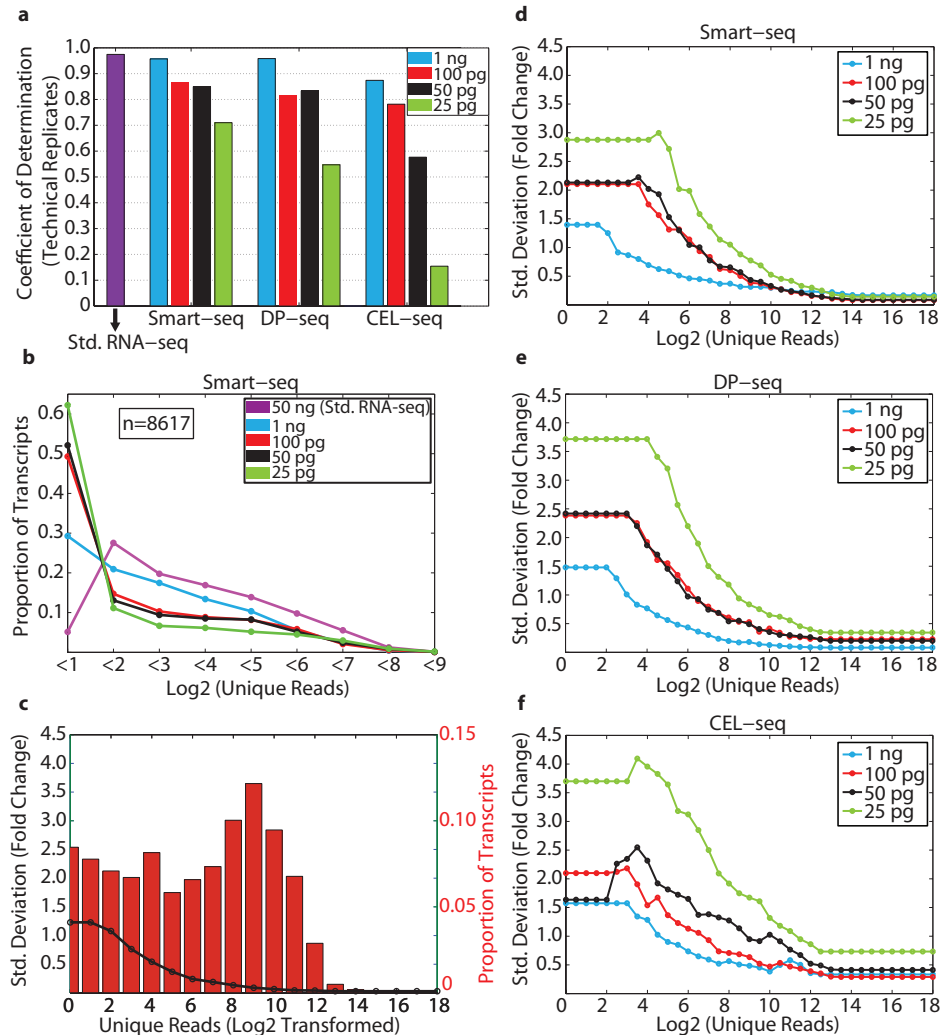 a
Coefficient of Determination
(Technical Replicates)
1.0
0.9
0.8
0.7
0.6
0.5
0.4
0.3
0.2
0.1
0
1 ng
100 pg
50 pg
25 pg
Smart−seq
DP−seq
CEL−seq
Std. RNA−seq
b
Smart−seq
n=8617
50 ng (Std. RNA-seq)
1 ng
100 pg
50 pg
25 pg
Proportion of Transcripts
0.6
0.5
0.4
0.3
0.2
0.1
<1 <2 <3 <4 <5 <6 <7 <8 <9
Log2 (Unique Reads)
c
Std. Deviation (Fold Change)
4.5
4.0
3.5
3.0
2.5
2.0
1.5
1.0
0.5
0.15
0.10
0.05
0
Proportion of Transcripts
0 2 4 6 8 10 12 14 16 18
Unique Reads (Log2 Transformed)
d
Smart−seq
Std. Deviation (Fold Change)
4.5
4.0
3.5
3.0
2.5
2.0
1.5
1.0
0.5
1 ng
100 pg
50 pg
25 pg
0 2 4 6 8 10 12 14 16 18
Log2 (Unique Reads)
e
DP−seq
Std. Deviation (Fold Change)
4.5
4.0
3.5
3.0
2.5
2.0
1.5
1.0
0.5
1 ng
100 pg
50 pg
25 pg
0 2 4 6 8 10 12 14 16 18
Log2 (Unique Reads)
f
CEL−seq
Std. Deviation (Fold Change)
4.5
4.0
3.5
3.0
2.5
2.0
1.5
1.0
0.5
1 ng
100 pg
50 pg
25 pg
0 2 4 6 8 10 12 14 16 18
Log2 (Unique Reads)